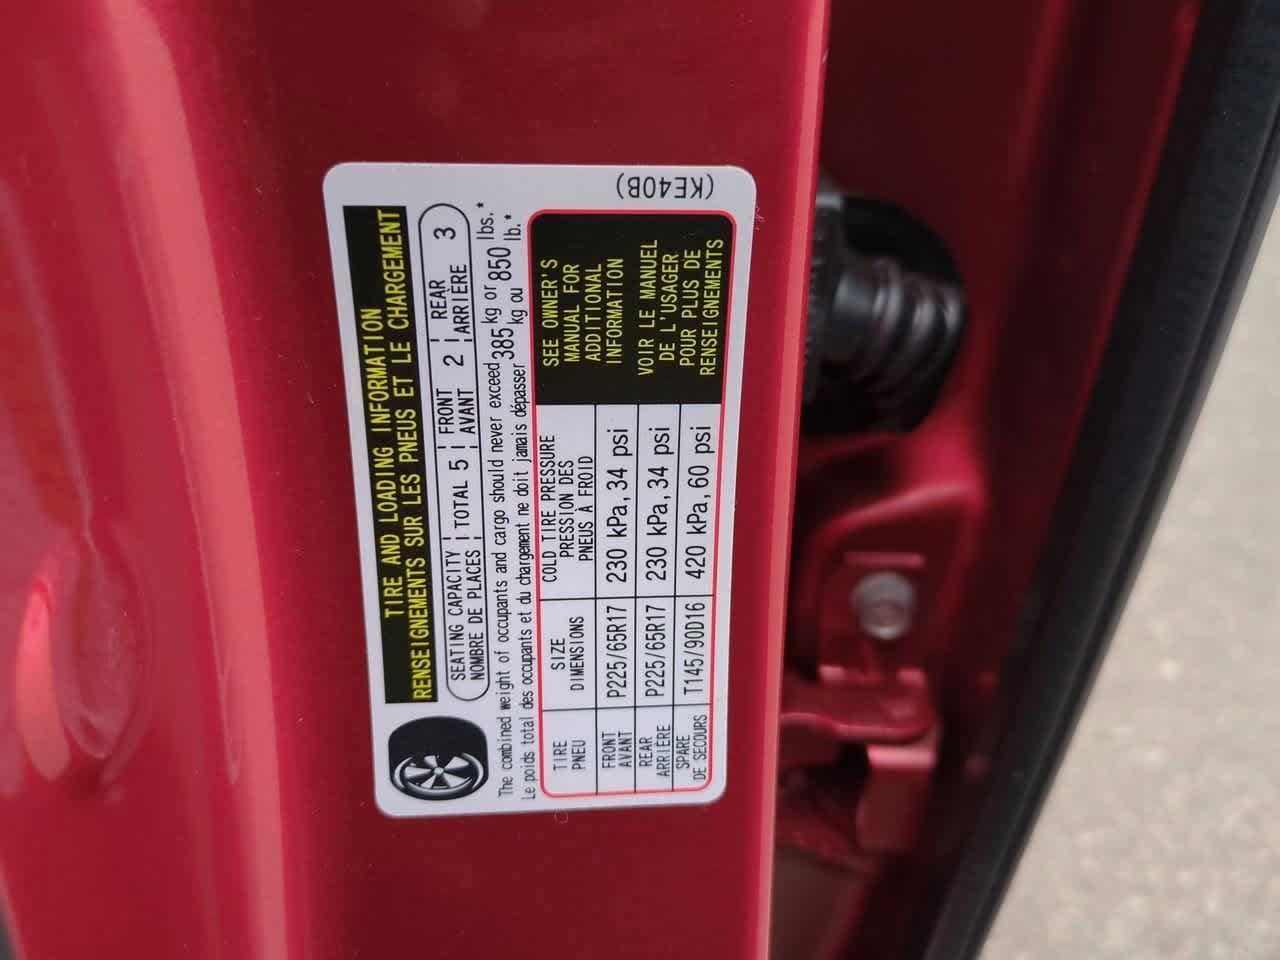 TIRE AND LOADING INFORMATION
RENSEIGNEMENTS SUR LES PNEUS ET LE CHARGEMENT
SEATING CAPACITY
NOMBRE DE PLACES
TOTAL 5
FRONT
AVANT
2
REAR
ARRIÈRE
3
The combined weight of occupants and cargo should never exceed 385 kg or 850 lbs.*
Le poids total des occupants et du chargement ne doit jamais dépasser kg ou lb.*
TIRE
PNEU
SIZE
DIMENSIONS
COLD TIRE PRESSURE
PRESSION DES
PNEUS À FROID
FRONT
AVANT
P225/65R17
230 kPa, 34 psi
REAR
ARRIÈRE
P225/65R17
230 kPa, 34 psi
SPARE
DE SECOURS
T145/90D16
420 kPa, 60 psi
SEE OWNER'S
MANUAL FOR
ADDITIONAL
INFORMATION
VOIR LE MANUEL
DE L'USAGER
POUR PLUS DE
RENSEIGNEMENTS
(KE40B)